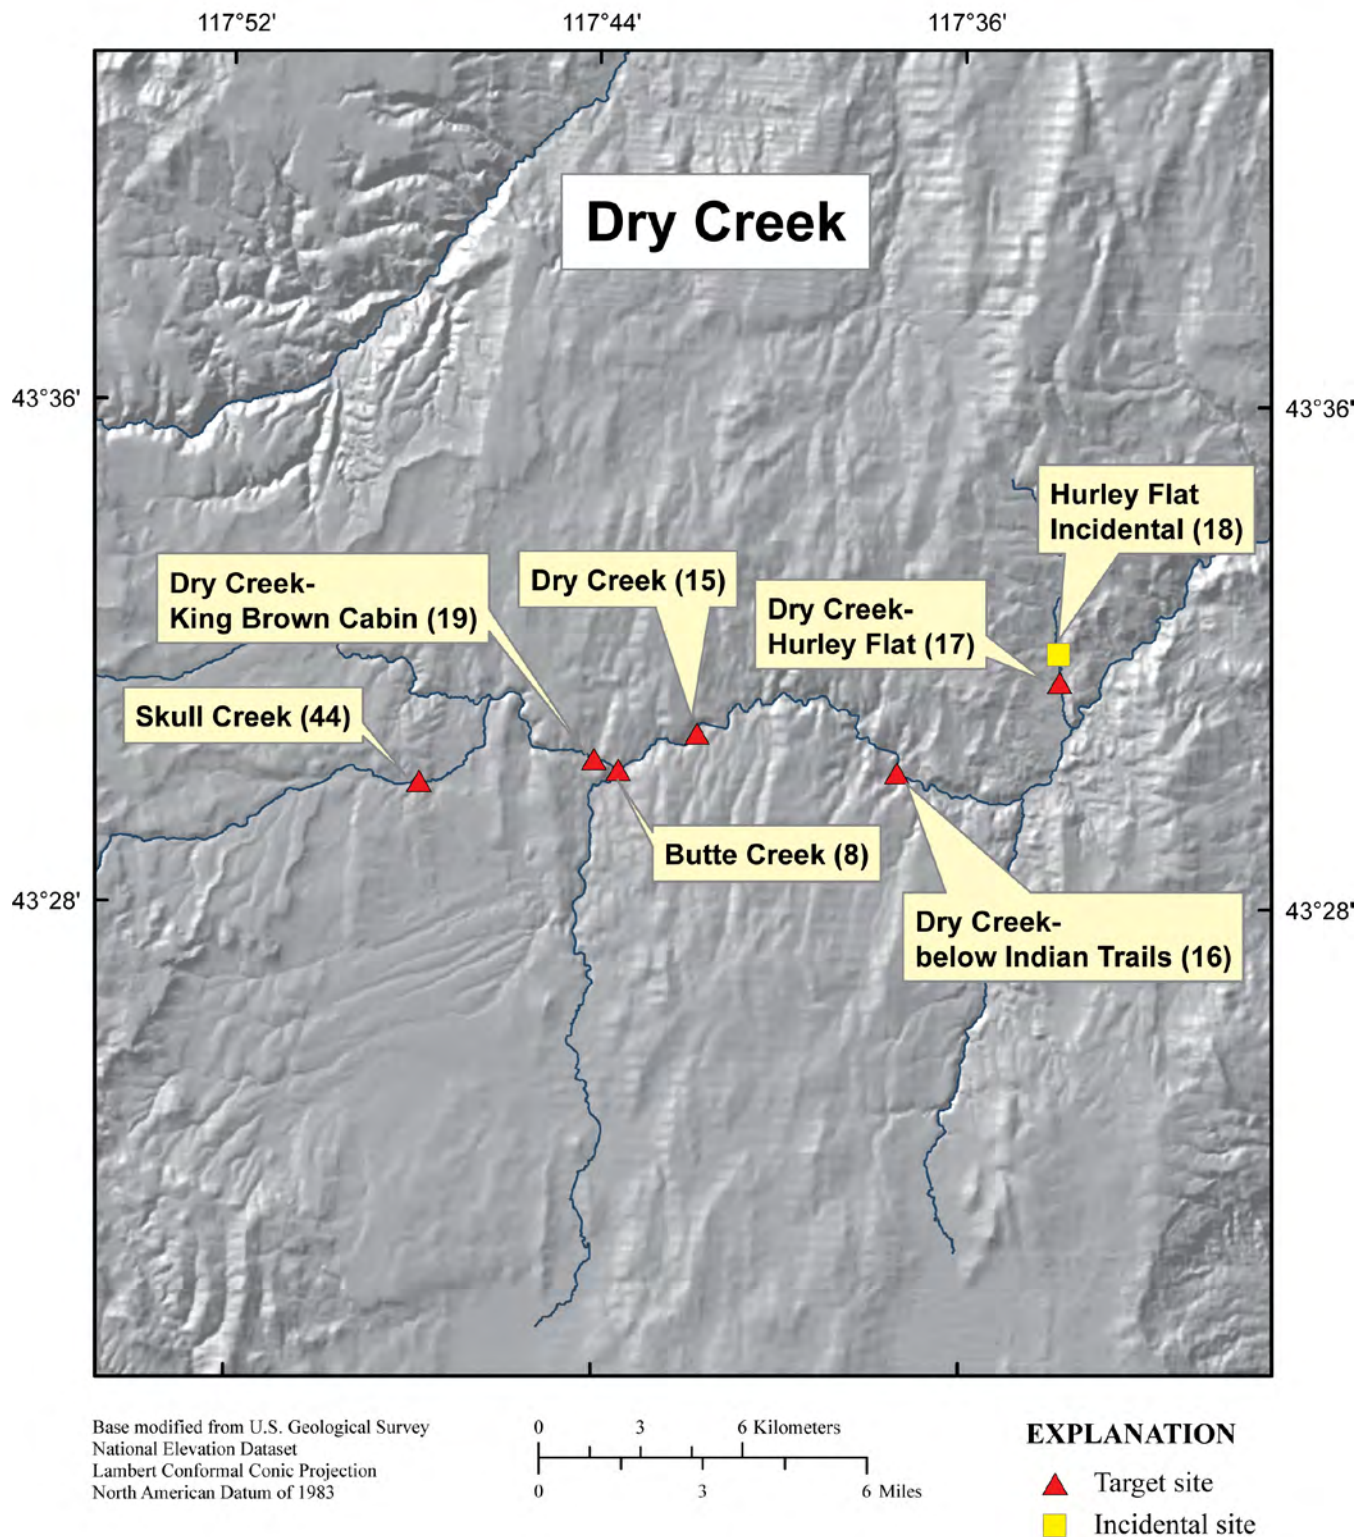 117°52' 117°44' 117°36'
Dry Creek
43°36' 43°36'
Hurley Flat
Incidental (18)
Dry Creek-
King Brown Cabin (19)
Dry Creek (15)
Dry Creek-
Hurley Flat (17)
Skull Creek (44)
Butte Creek (8)
43°28' 43°28'
Dry Creek-
below Indian Trails (16)
Base modified from U.S. Geological Survey
National Elevation Dataset
Lambert Conformal Conic Projection
North American Datum of 1983
0 3 6 Kilometers
0 3 6 Miles
EXPLANATION
Target site
Incidental site